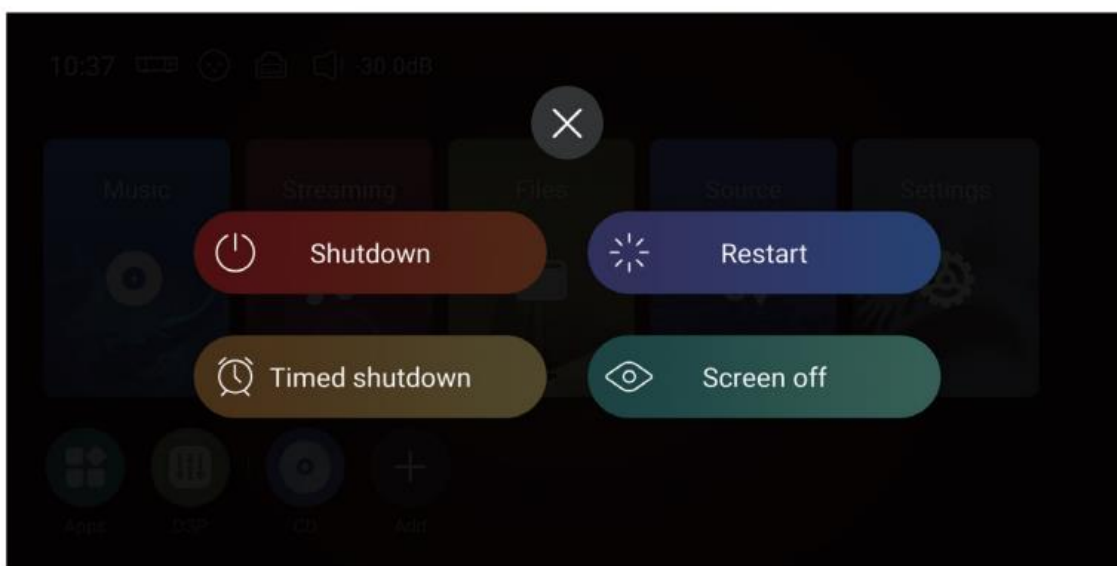 10:37 -30.0dB
Music Streaming Files Source Settings
Shutdown Restart
Timed shutdown Screen off
Apps DSP CD Add